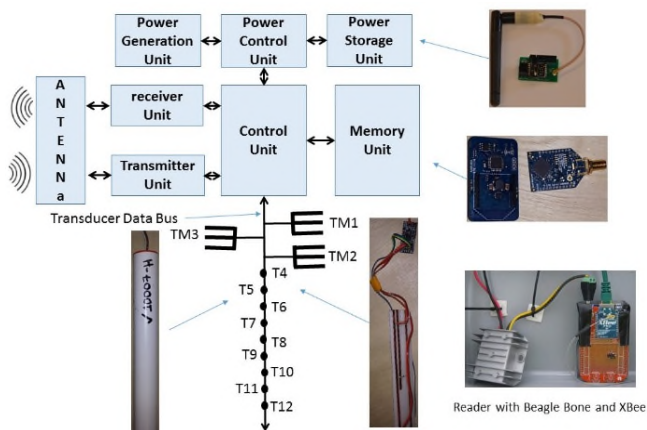 Power
Generation
Unit
Power
Control
Unit
Power
Storage
Unit
ANTENNa
receiver
Unit
Transmitter
Unit
Control
Unit
Memory
Unit
Transducer Data Bus
TM1
TM3
TM2
T4
T5
T6
T7
T8
T9
T10
T11
T12
Reader with Beagle Bone and XBee